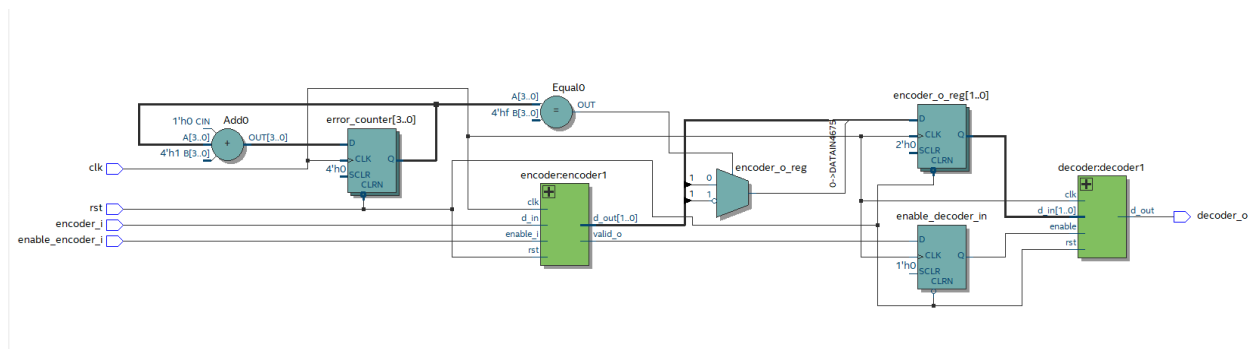 Equal0
A[3..0]
OUT
4'hf B[3..0]
=
encoder_o_reg[1..0]
D
CLK
Q
2'h0
SCLR
CLRN
1'h0 CIN
Add0
A[3..0]
OUT[3..0]
4'h1 B[3..0]
+
error_counter[3..0]
D
CLK
Q
4'h0
SCLR
CLRN
clk
rst
encoder_i
enable_encoder_i
encoder:encoder1
clk
d_in
d_out[1..0]
enable_i
valid_o
rst
encoder_o_reg
1 0
1 1
0->DATAIN4675
enable_decoder_in
D
CLK
Q
1'h0
SCLR
CLRN
decoder:decoder1
clk
d_in[1..0]
d_out
enable
rst
decoder_o